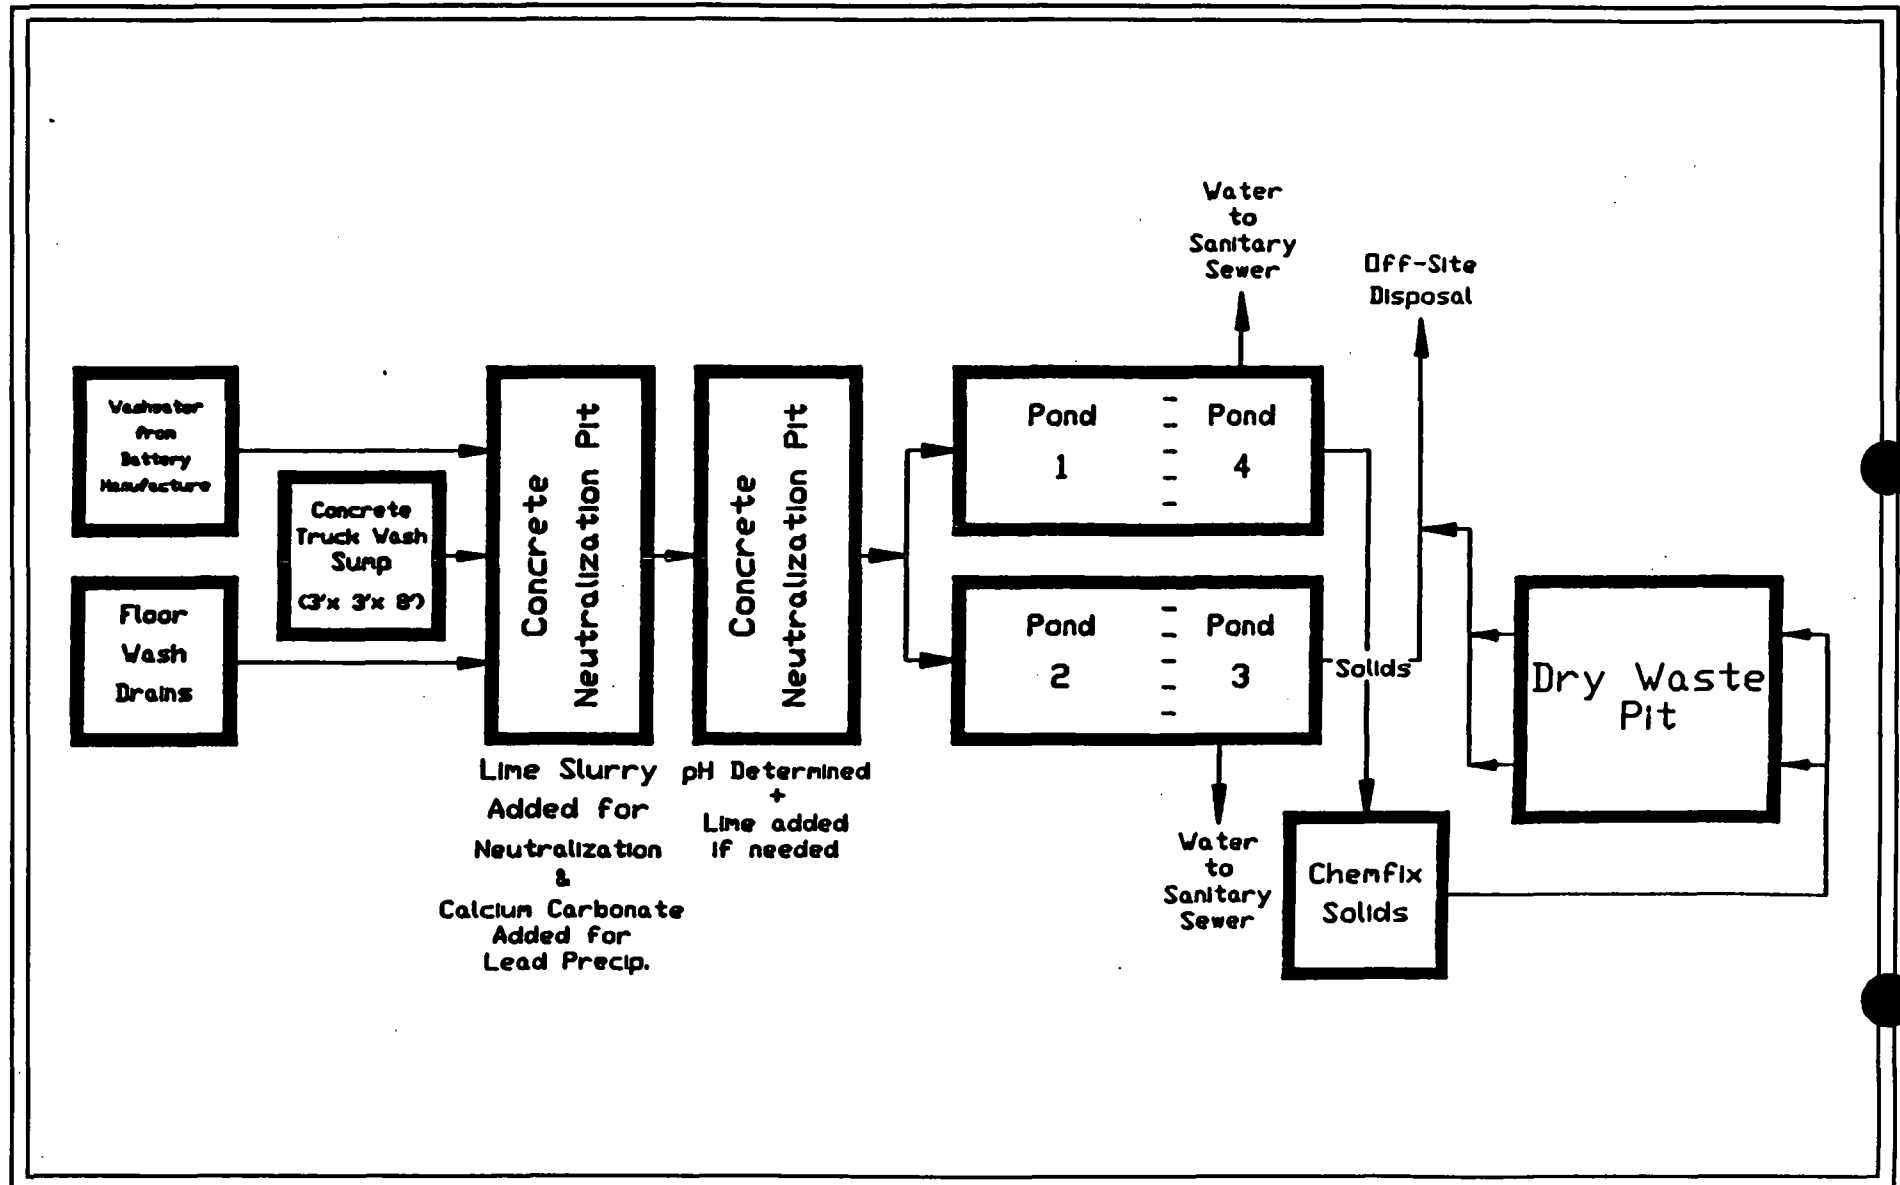 Water
to
Sanitary
Sewer
Off-Site
Disposal
Washwater
from
Battery
Manufacture
Concrete
Truck Wash
Sump
(3'x 3'x 8')
Floor
Wash
Drains
Concrete
Neutralization Pit
Concrete
Neutralization Pit
Pond
1
Pond
4
Pond
2
Pond
3
Solids
Dry Waste
Pit
Lime Slurry
Added for
Neutralization
&
Calcium Carbonate
Added for
Lead Precip.
pH Determined
+
Lime added
if needed
Water
to
Sanitary
Sewer
Chemfix
Solids